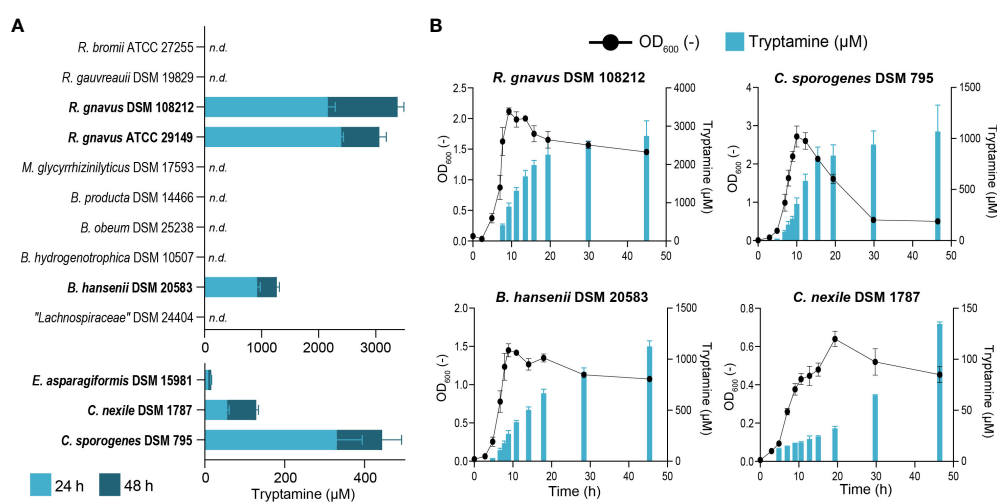 A
R. bromii ATCC 27255 n.d.
R. gauvreauii DSM 19829 n.d.
R. gnavus DSM 108212
R. gnavus ATCC 29149
M. glycyrrhizinilyticus DSM 17593 n.d.
B. producta DSM 14466 n.d.
B. obeum DSM 25238 n.d.
B. hydrogenotrophica DSM 10507 n.d.
B. hansenii DSM 20583
"Lachnospiraceae" DSM 24404 n.d.
0 1000 2000 3000
E. asparagiformis DSM 15981
C. nexile DSM 1787
C. sporogenes DSM 795
0 200 400
Tryptamine (µM)
24 h 48 h
B
OD600 (-) Tryptamine (µM)
R. gnavus DSM 108212
2.5
2.0
1.5
1.0
0.5
0.0
OD600 (-)
4000
3000
2000
1000
0
Tryptamine (µM)
0 10 20 30 40 50
C. sporogenes DSM 795
4
3
2
1
0
OD600 (-)
1500
1000
500
0
Tryptamine (µM)
0 10 20 30 40 50
B. hansenii DSM 20583
2.0
1.5
1.0
0.5
0.0
OD600 (-)
1500
1000
500
0
Tryptamine (µM)
0 10 20 30 40 50
Time (h)
C. nexile DSM 1787
0.8
0.6
0.4
0.2
0.0
OD600 (-)
150
100
50
0
Tryptamine (µM)
0 10 20 30 40 50
Time (h)